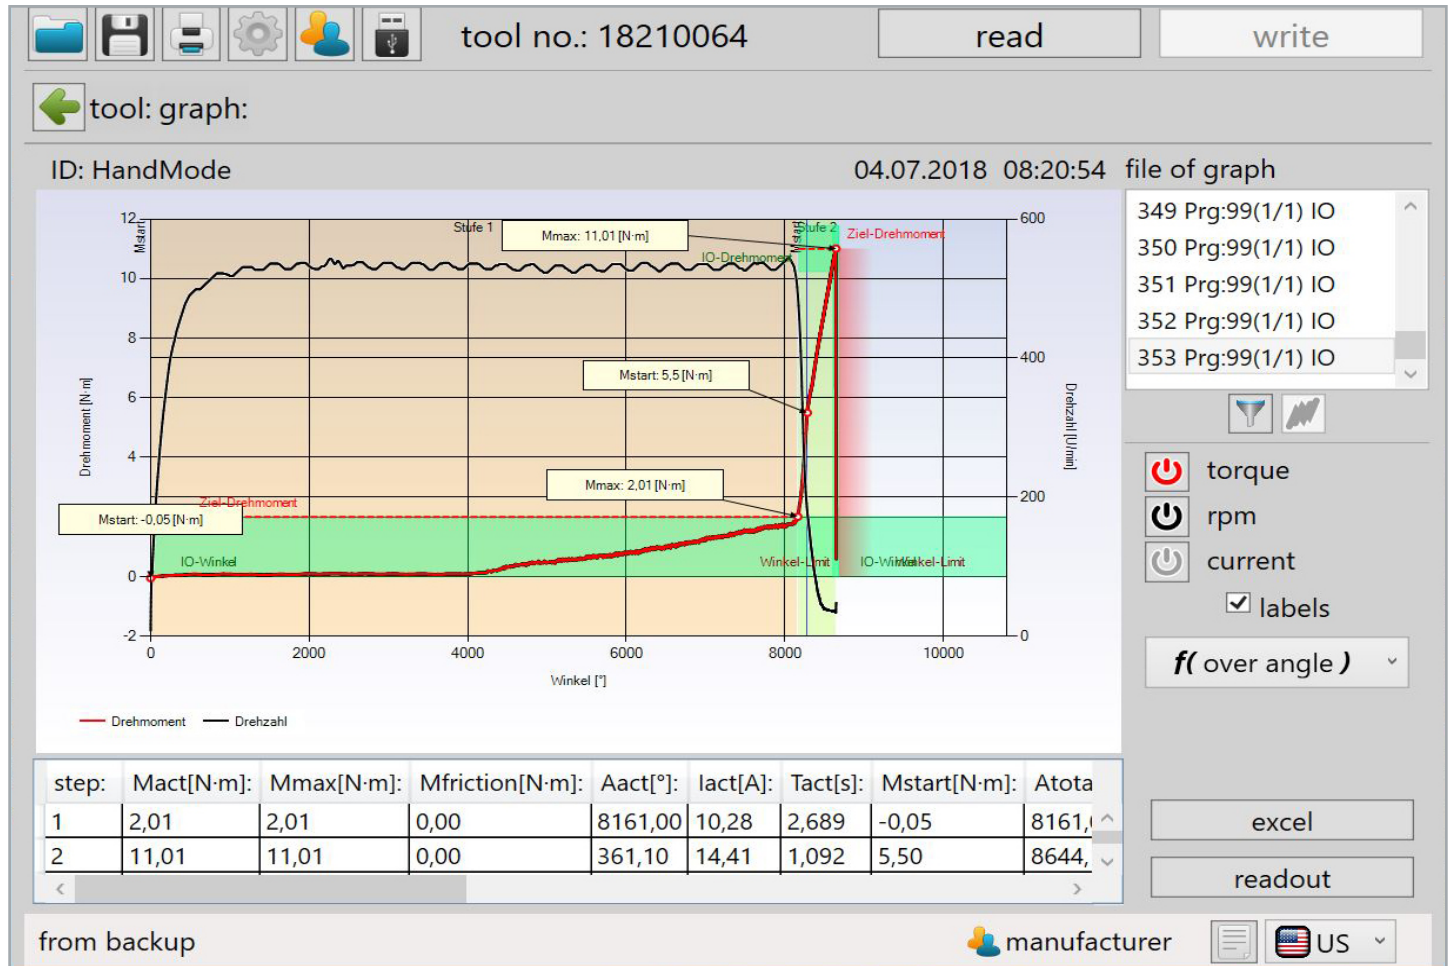 tool no.: 18210064
read
write
tool: graph:
ID: HandMode
04.07.2018 08:20:54
file of graph
349 Prg:99(1/1) IO
350 Prg:99(1/1) IO
351 Prg:99(1/1) IO
352 Prg:99(1/1) IO
353 Prg:99(1/1) IO
torque
rpm
current
labels
f( over angle )
12
10
8
6
4
2
0
-2
600
400
200
0
0
2000
4000
6000
8000
10000
Drehmoment [N·m]
Drehzahl [U/min]
Winkel [°]
Mstart
Stufe 1
Mmax: 11,01 [N·m]
Mstart
Stufe 2
Ziel-Drehmoment
IO-Drehmoment
Mstart: 5,5 [N·m]
Mmax: 2,01 [N·m]
Ziel-Drehmoment
Mstart: -0,05 [N·m]
IO-Winkel
Winkel-Limit
IO-Winkel
Winkel-Limit
Drehmoment
Drehzahl
step: Mact[N·m]: Mmax[N·m]: Mfriction[N·m]: Aact[°]: Iact[A]: Tact[s]: Mstart[N·m]: Atota
1 2,01 2,01 0,00 8161,00 10,28 2,689 -0,05 8161,
2 11,01 11,01 0,00 361,10 14,41 1,092 5,50 8644,
excel
readout
from backup
manufacturer
US